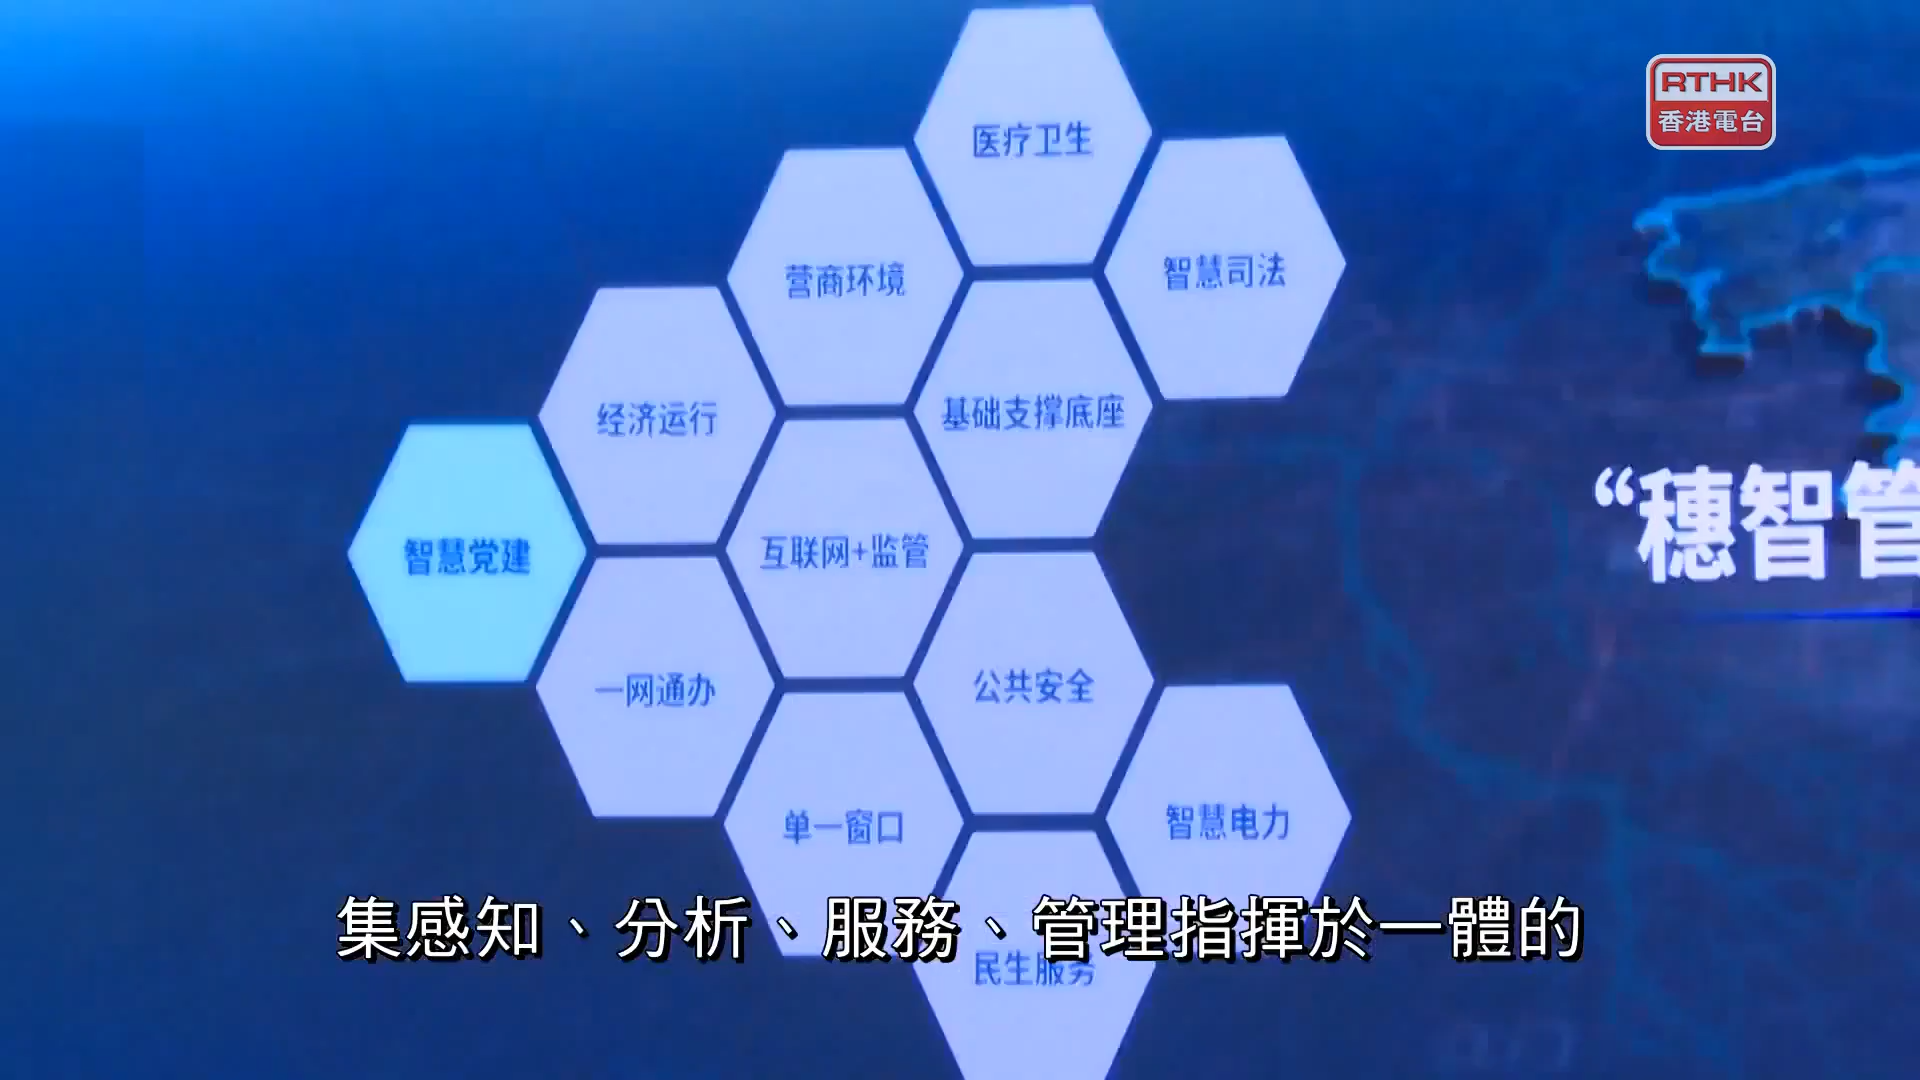 RTHK
香港電台
医疗卫生
智慧司法
营商环境
基础支撑底座
经济运行
智慧党建
互联网+监管
“穗智管
一网通办
公共安全
单一窗口
智慧电力
民生服务
集感知、分析、服務、管理指揮於一體的